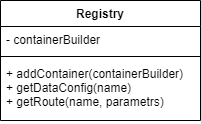 Registry
- containerBuilder
+ addContainer(containerBuilder)
+ getDataConfig(name)
+ getRoute(name, parametrs)